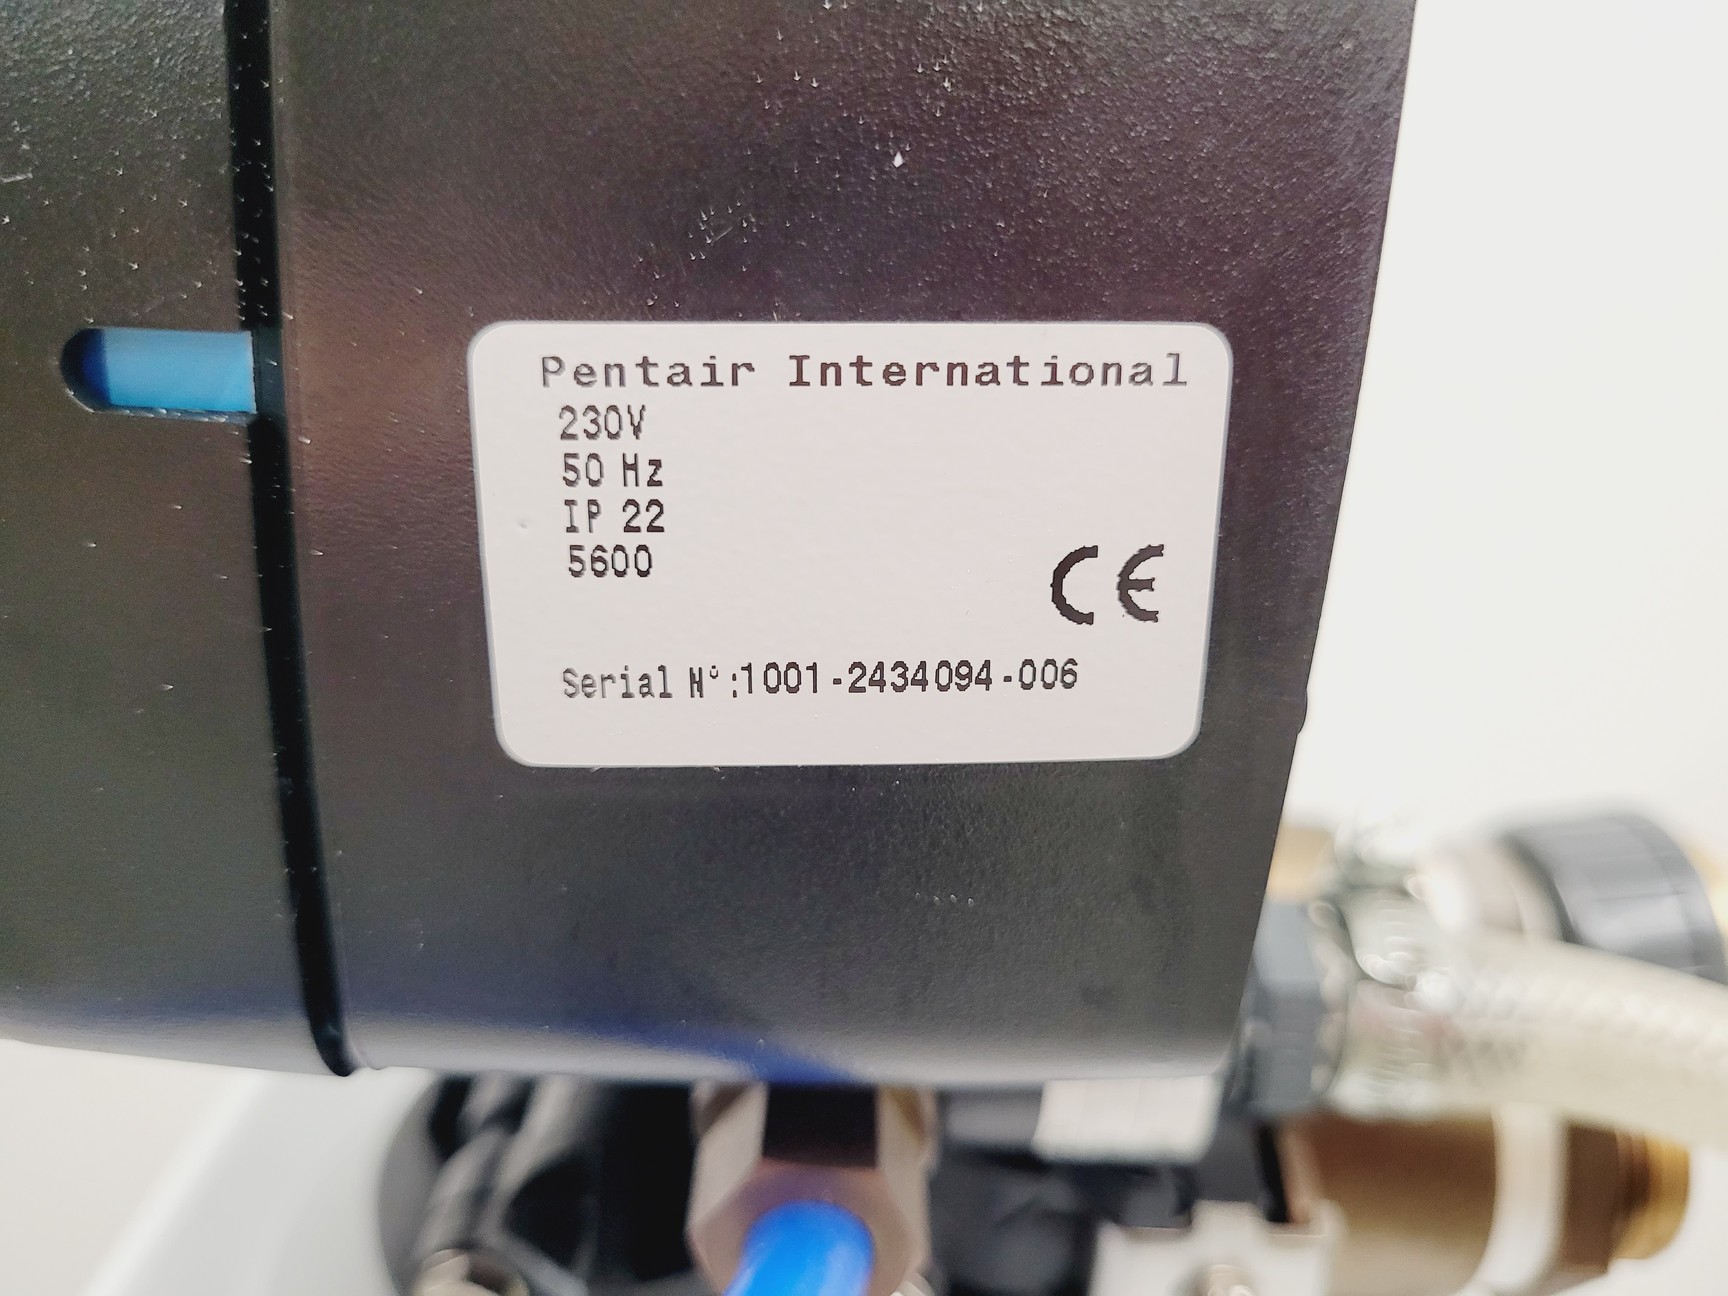 Pentair International
230V
50 Hz
IP 22
5600
CE
Serial N°:1001-2434094-006